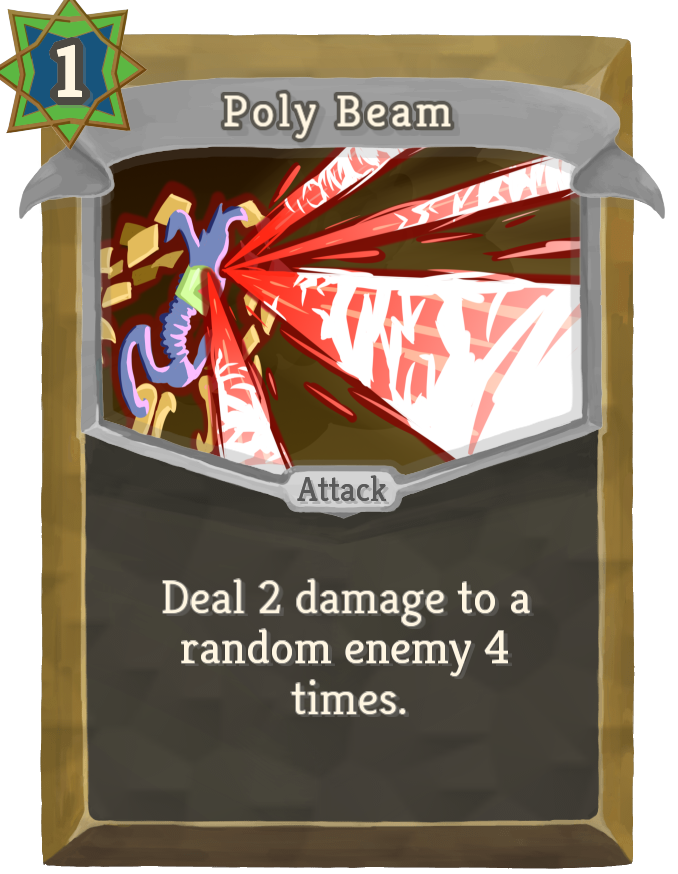 1
Poly Beam
Attack
Deal 2 damage to a
random enemy 4
times.